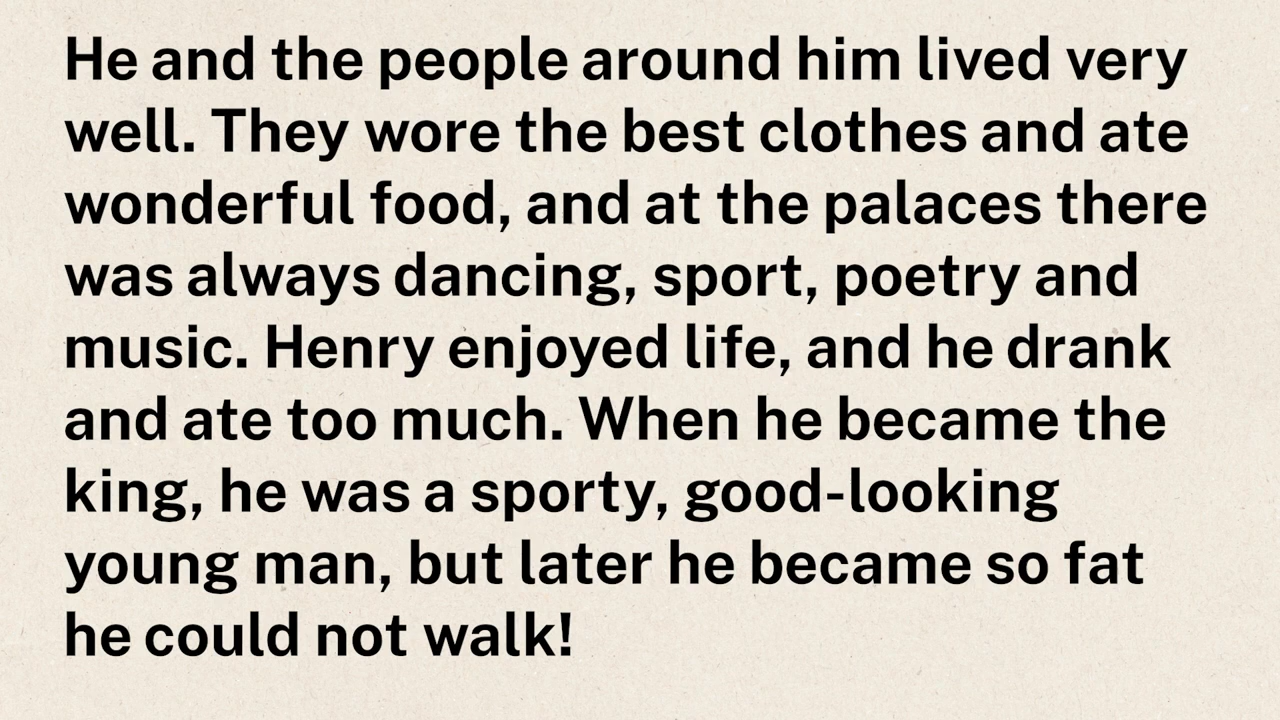 He and the people around him lived very
well. They wore the best clothes and ate
wonderful food, and at the palaces there
was always dancing, sport, poetry and
music. Henry enjoyed life, and he drank
and ate too much. When he became the
king, he was a sporty, good-looking
young man, but later he became so fat
he could not walk!